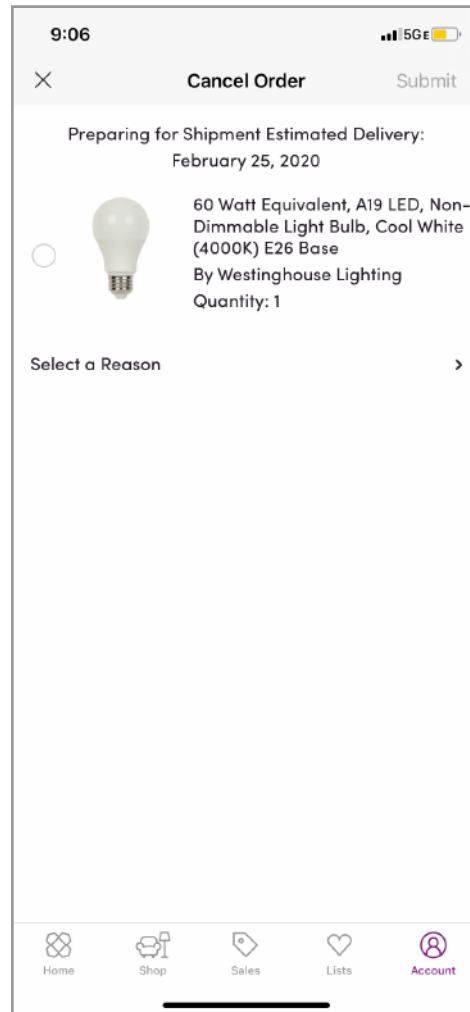 9:06
5GE
Cancel Order
Submit
Preparing for Shipment Estimated Delivery:
February 25, 2020
60 Watt Equivalent, A19 LED, Non-
Dimmable Light Bulb, Cool White
(4000K) E26 Base
By Westinghouse Lighting
Quantity: 1
Select a Reason
Home
Shop
Sales
Lists
Account